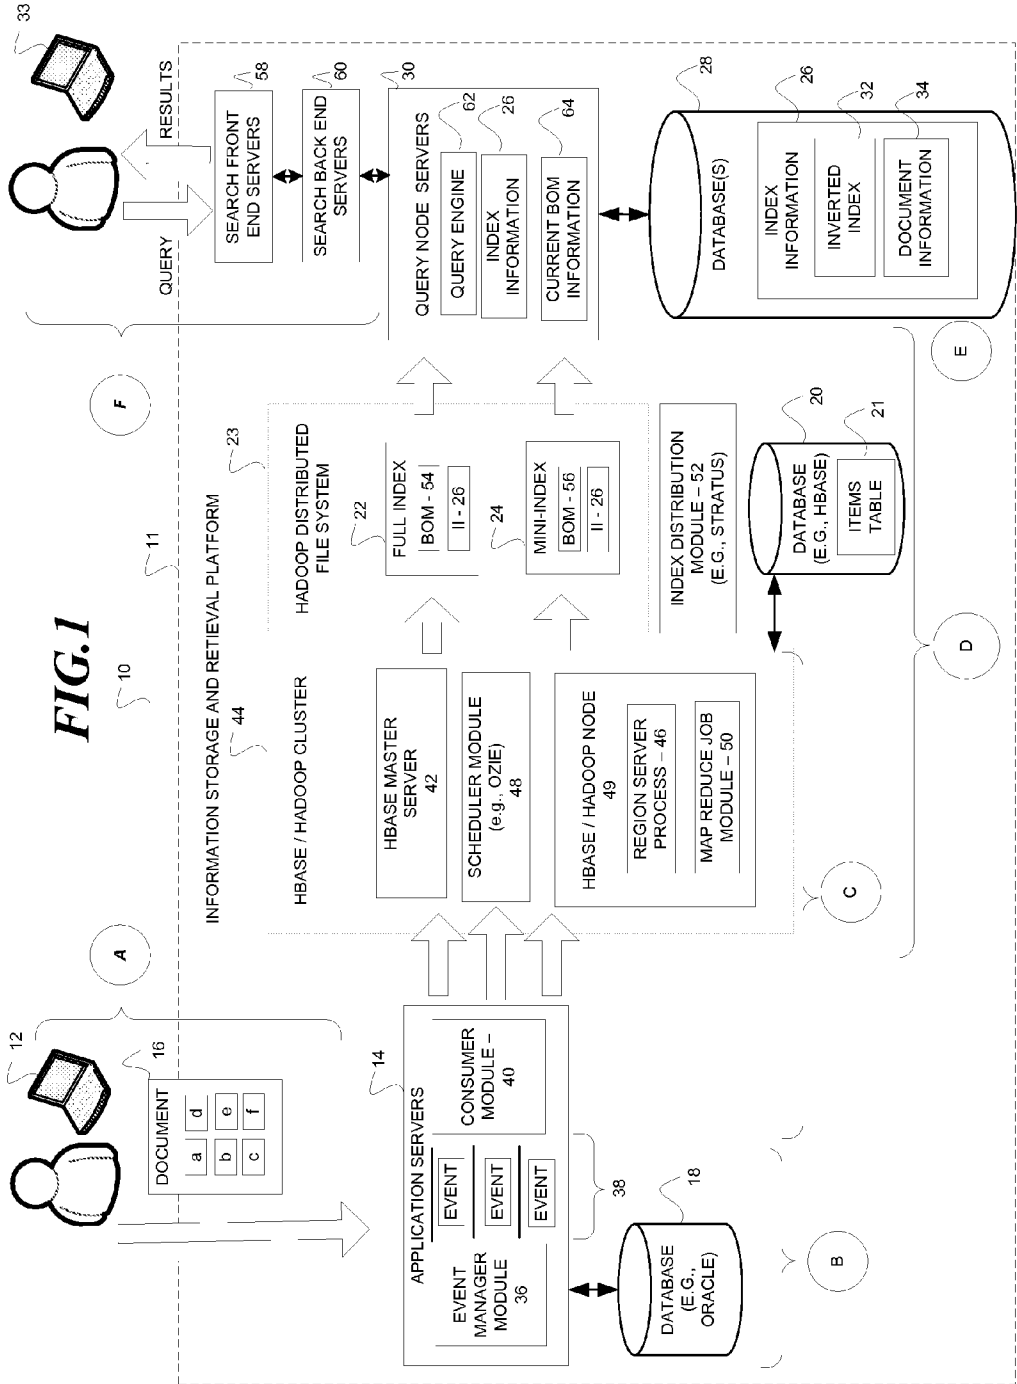 FIG.1
10
11
INFORMATION STORAGE AND RETIEVAL PLATFORM
A
12
16
DOCUMENT
a
d
b
e
c
f
14
APPLICATION SERVERS
EVENT
MANAGER
MODULE
36
EVENT
EVENT
EVENT
38
CONSUMER
MODULE –
40
18
DATABASE
(E.G.,
ORACLE)
B
44
HBASE / HADOOP CLUSTER
HBASE MASTER
SERVER
42
SCHEDULER MODULE
(e.g., OZIE)
48
HBASE / HADOOP NODE
49
REGION SERVER
PROCESS – 46
MAP REDUCE JOB
MODULE – 50
C
23
HADOOP DISTRIBUTED
FILE SYSTEM
22
FULL INDEX
BOM - 54
II - 26
24
MINI-INDEX
BOM – 56
II - 26
INDEX DISTRIBUTION
MODULE – 52
(E.G., STRATUS)
20
DATABASE
(E.G., HBASE)
21
ITEMS
TABLE
D
F
33
QUERY
RESULTS
58
SEARCH FRONT
END SERVERS
60
SEARCH BACK END
SERVERS
30
QUERY NODE SERVERS
62
QUERY ENGINE
26
INDEX
INFORMATION
64
CURRENT BOM
INFORMATION
28
DATABASE(S)
26
INDEX
INFORMATION
32
INVERTED
INDEX
34
DOCUMENT
INFORMATION
E